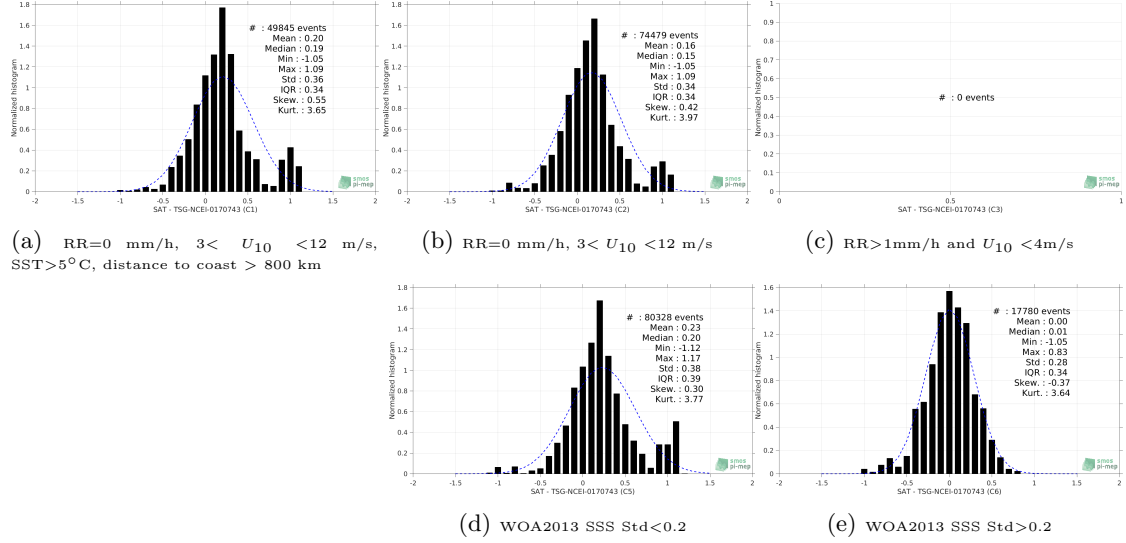 # : 49845 events
Mean : 0.20
Median : 0.19
Min : -1.05
Max : 1.09
Std : 0.36
IQR : 0.34
Skew. : 0.55
Kurt. : 3.65
Normalized histogram
1.8
1.6
1.4
1.2
1
0.8
0.6
0.4
0.2
0
-2
-1.5
-1
-0.5
0
0.5
1
1.5
2
SAT - TSG-NCEI-0170743 (C1)
smos
pi-mep
(a) RR=0 mm/h, 3< U10 <12 m/s,
SST>5°C, distance to coast > 800 km
# : 74479 events
Mean : 0.16
Median : 0.15
Min : -1.05
Max : 1.09
Std : 0.34
IQR : 0.34
Skew. : 0.42
Kurt. : 3.97
Normalized histogram
1.8
1.6
1.4
1.2
1
0.8
0.6
0.4
0.2
0
-2
-1.5
-1
-0.5
0
0.5
1
1.5
2
SAT - TSG-NCEI-0170743 (C2)
smos
pi-mep
(b) RR=0 mm/h, 3< U10 <12 m/s
# : 0 events
Normalized histogram
1
0.9
0.8
0.7
0.6
0.5
0.4
0.3
0.2
0.1
0
0
0.5
1
SAT - TSG-NCEI-0170743 (C3)
smos
pi-mep
(c) RR>1mm/h and U10 <4m/s
# : 80328 events
Mean : 0.23
Median : 0.20
Min : -1.12
Max : 1.17
Std : 0.38
IQR : 0.39
Skew. : 0.30
Kurt. : 3.77
Normalized histogram
1.8
1.6
1.4
1.2
1
0.8
0.6
0.4
0.2
0
-2
-1.5
-1
-0.5
0
0.5
1
1.5
2
SAT - TSG-NCEI-0170743 (C5)
smos
pi-mep
(d) WOA2013 SSS Std<0.2
# : 17780 events
Mean : 0.00
Median : 0.01
Min : -1.05
Max : 0.83
Std : 0.28
IQR : 0.34
Skew. : -0.37
Kurt. : 3.64
Normalized histogram
1.6
1.4
1.2
1
0.8
0.6
0.4
0.2
0
-2
-1.5
-1
-0.5
0
0.5
1
1.5
2
SAT - TSG-NCEI-0170743 (C6)
smos
pi-mep
(e) WOA2013 SSS Std>0.2